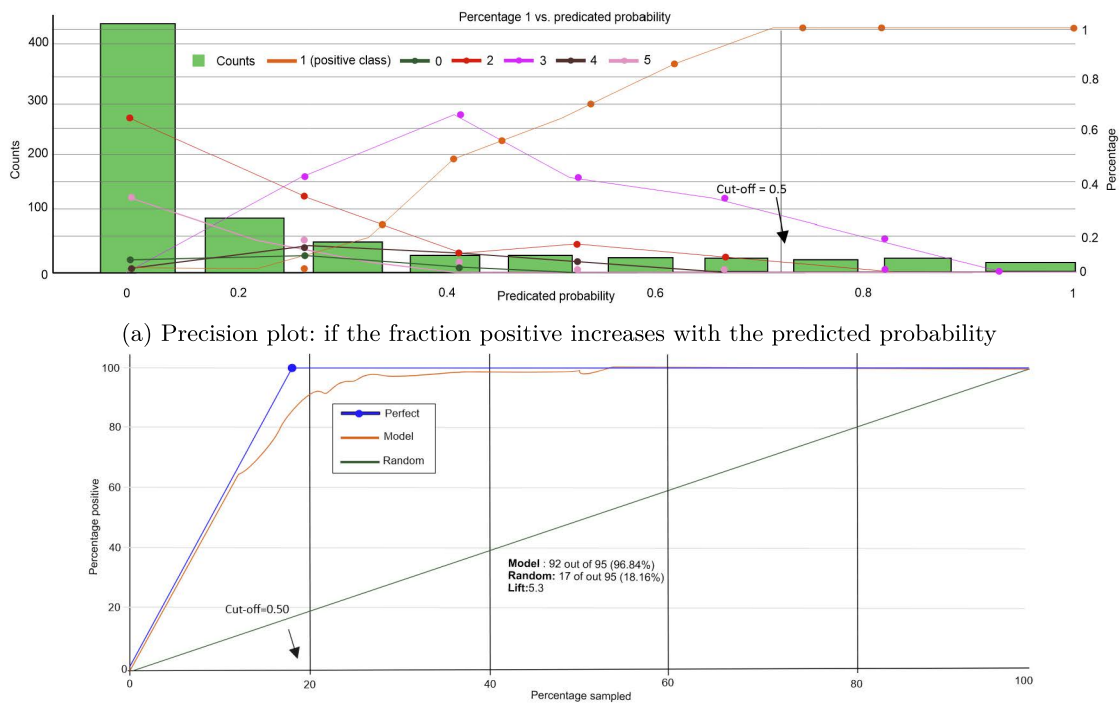 Percentage 1 vs. predicated probability
Counts 1 (positive class) 0 2 3 4 5
400
300
200
100
0
Counts
1
0.8
0.6
0.4
0.2
0
Percentage
Cut-off = 0.5
0 0.2 0.4 0.6 0.8 1
Predicated probability
(a) Precision plot: if the fraction positive increases with the predicted probability
100
80
60
40
20
0
Percentage positive
Perfect
Model
Random
Model : 92 out of 95 (96.84%)
Random: 17 of out 95 (18.16%)
Lift:5.3
Cut-off=0.50
0 20 40 60 80 100
Percentage sampled